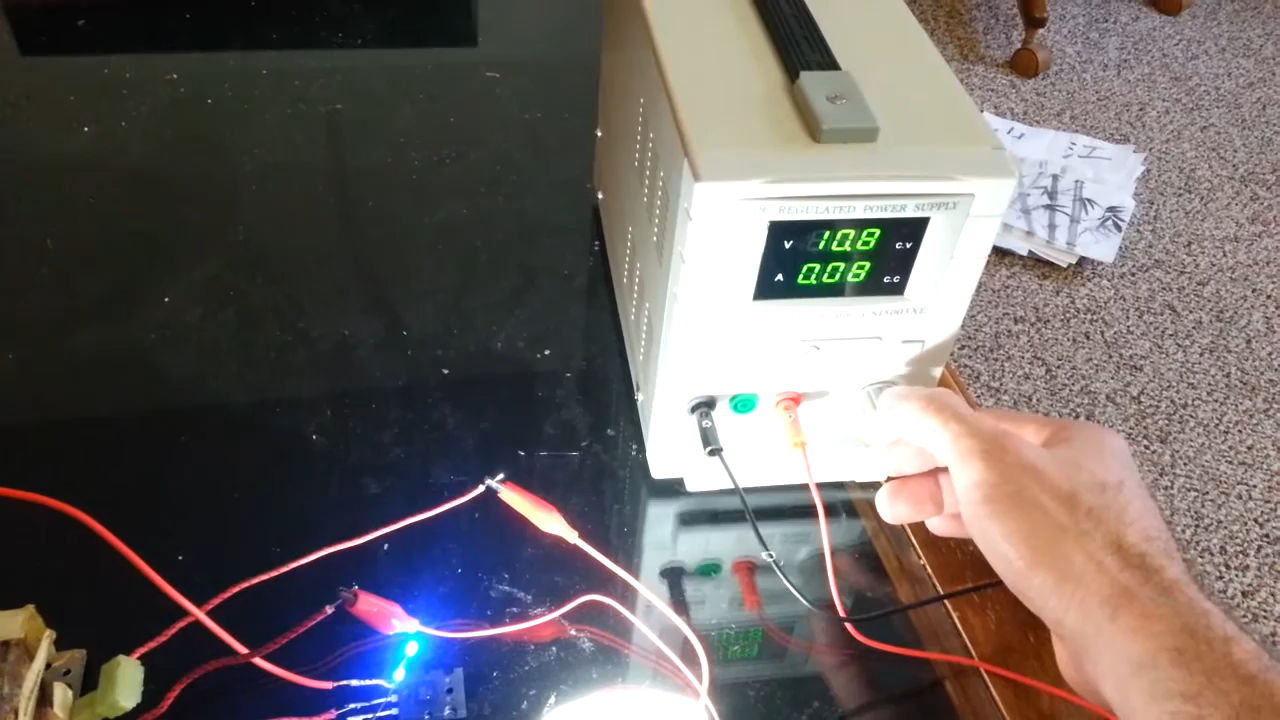 DC REGULATED POWER SUPPLY
V 10.8 C.V
A 0.08 C.C
江